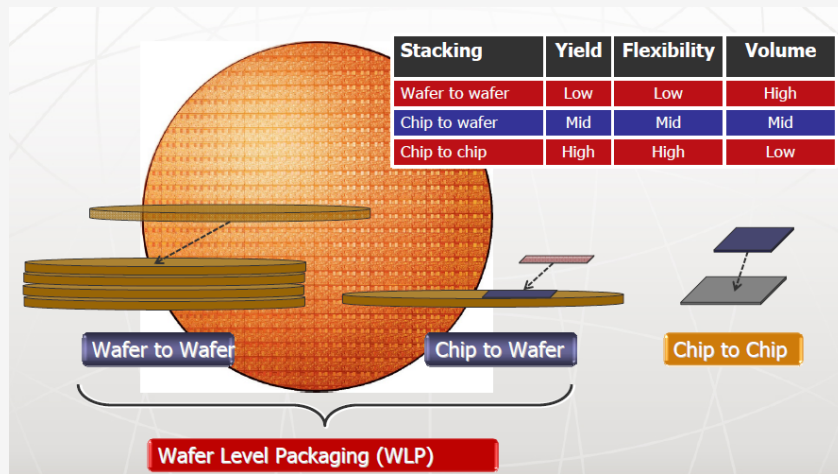 Stacking Yield Flexibility Volume
Wafer to wafer Low Low High
Chip to wafer Mid Mid Mid
Chip to chip High High Low
Wafer to Wafer
Chip to Wafer
Chip to Chip
Wafer Level Packaging (WLP)